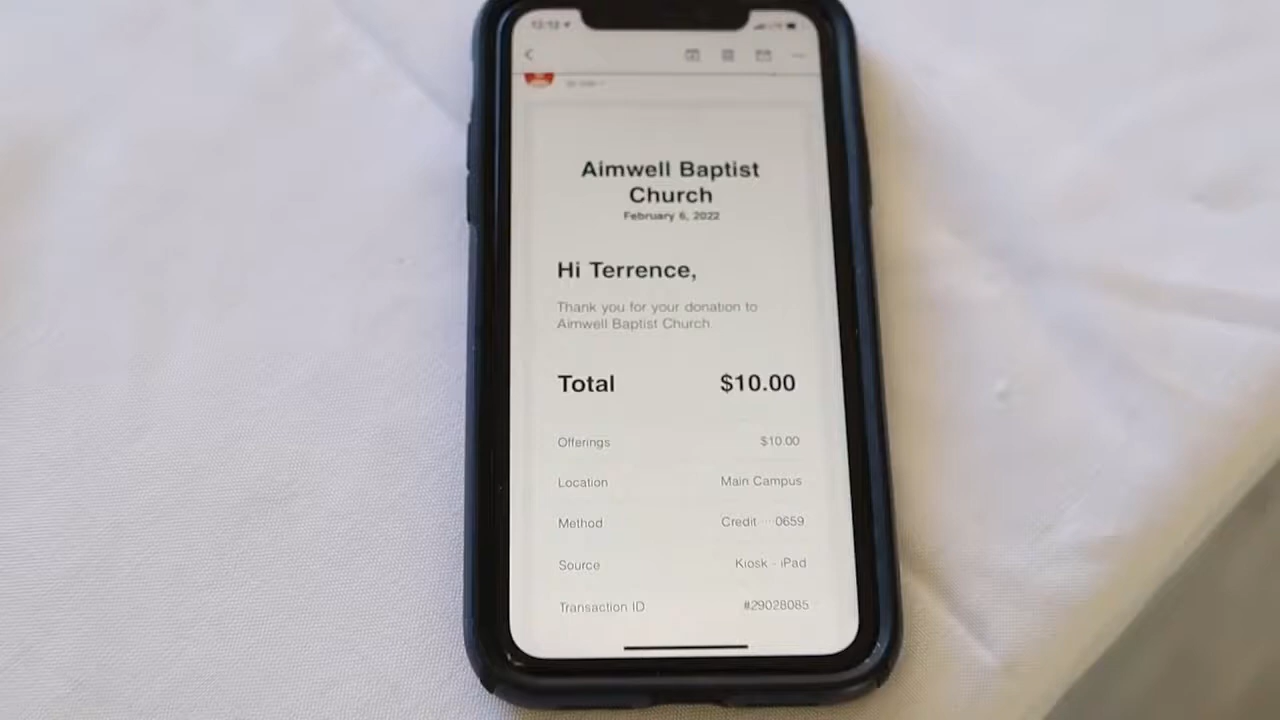 Aimwell Baptist
Church
February 6, 2022
Hi Terrence,
Thank you for your donation to
Aimwell Baptist Church.
Total $10.00
Offerings $10.00
Location Main Campus
Method Credit ··· 0659
Source Kiosk - iPad
Transaction ID #29028085